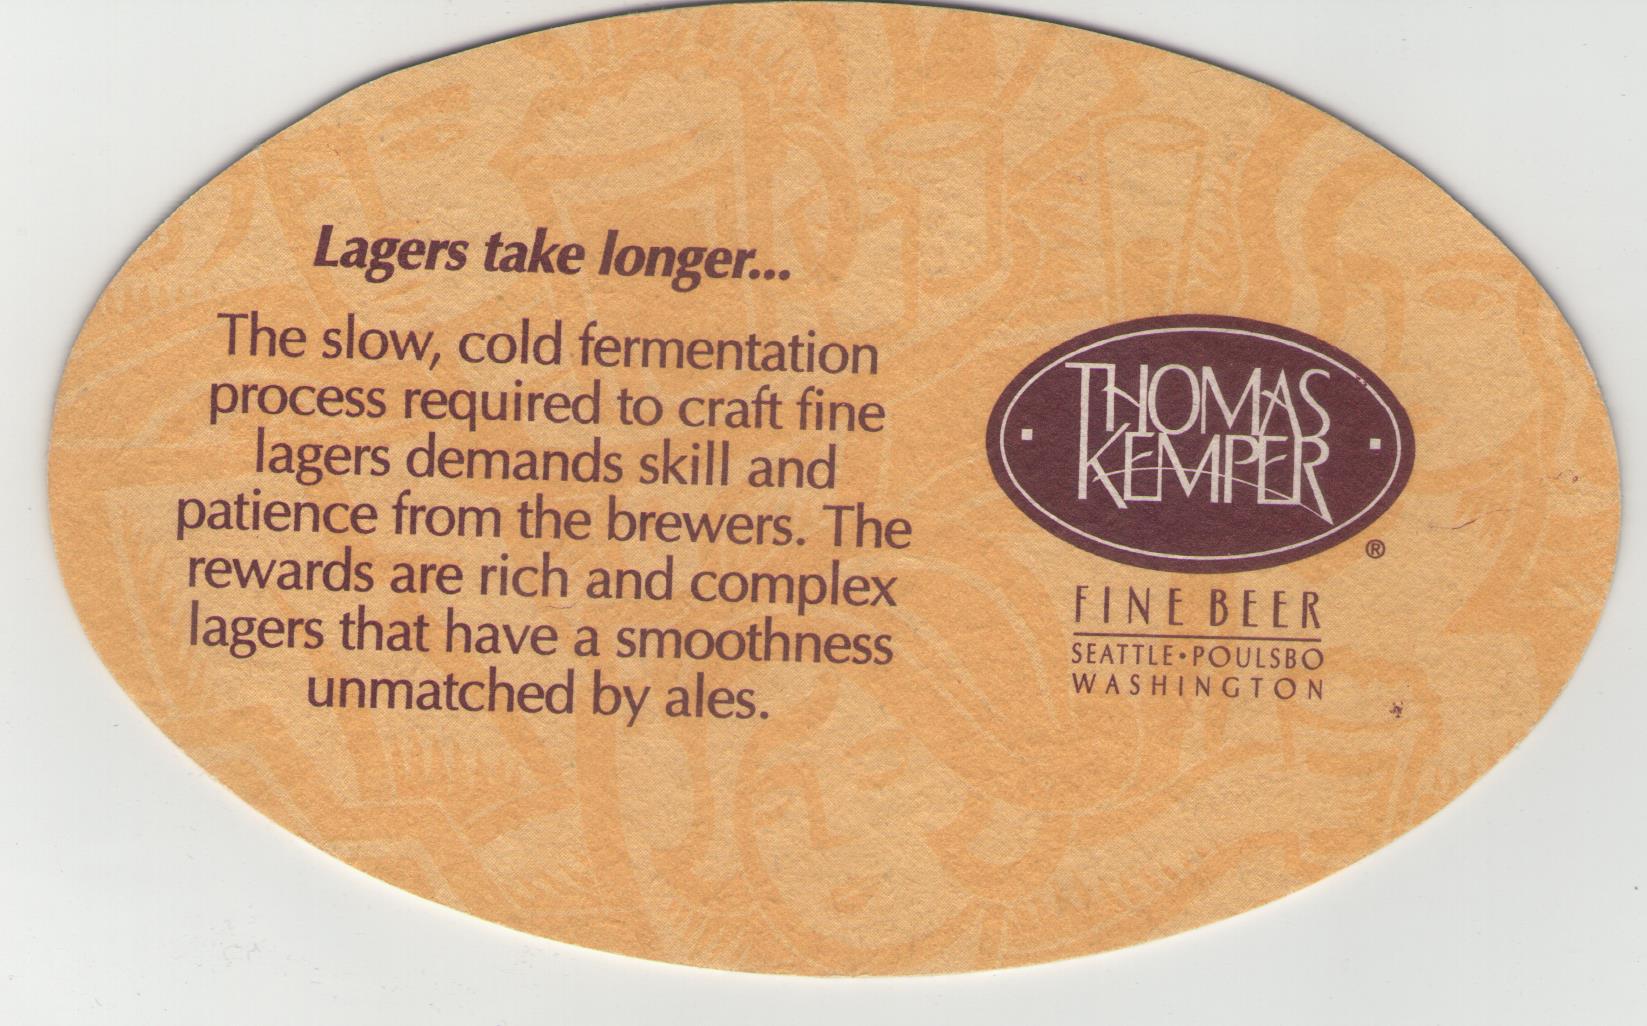 Lagers take longer...
The slow, cold fermentation
process required to craft fine
lagers demands skill and
patience from the brewers. The
rewards are rich and complex
lagers that have a smoothness
unmatched by ales.
THOMAS
KEMPER
®
FINE BEER
SEATTLE•POULSBO
WASHINGTON